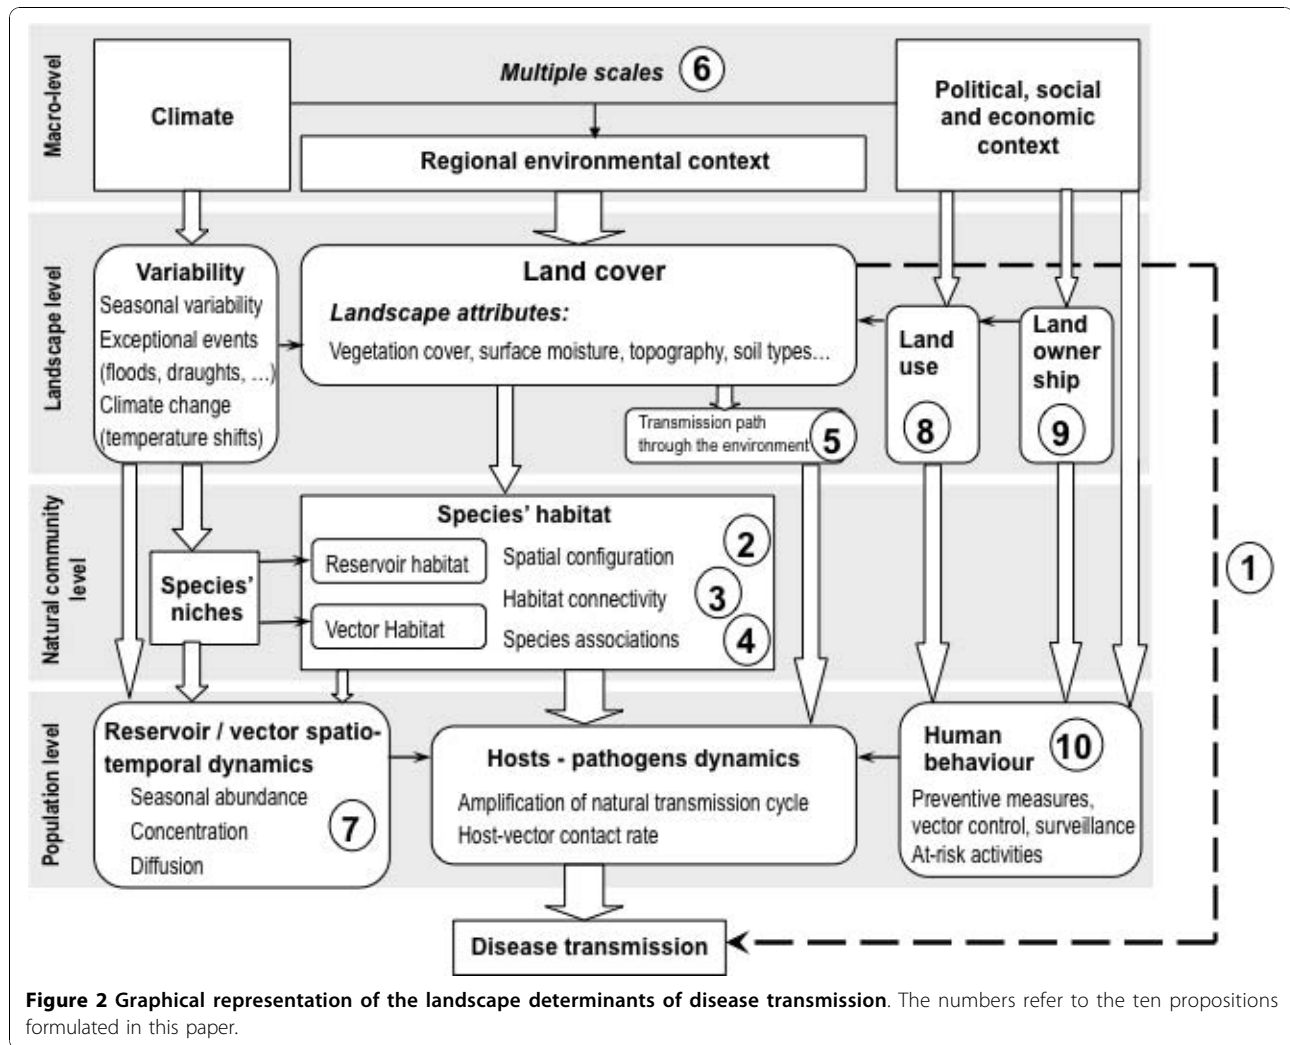 Macro-level
Climate
Multiple scales 6
Regional environmental context
Political, social
and economic
context
Landscape level
Variability
Seasonal variability
Exceptional events
(floods, draughts, ...)
Climate change
(temperature shifts)
Land cover
Landscape attributes:
Vegetation cover, surface moisture, topography, soil types...
Transmission path
through the environment
5
Land
use
8
Land
owner
ship
9
Natural community
level
Species'
niches
Species' habitat
Reservoir habitat
Vector Habitat
Spatial configuration
2
Habitat connectivity
3
Species associations
4
1
Population level
Reservoir / vector spatio-
temporal dynamics
Seasonal abundance
Concentration
Diffusion
7
Hosts - pathogens dynamics
Amplification of natural transmission cycle
Host-vector contact rate
Human
behaviour
10
Preventive measures,
vector control, surveillance
At-risk activities
Disease transmission
Figure 2 Graphical representation of the landscape determinants of disease transmission. The numbers refer to the ten propositions
formulated in this paper.